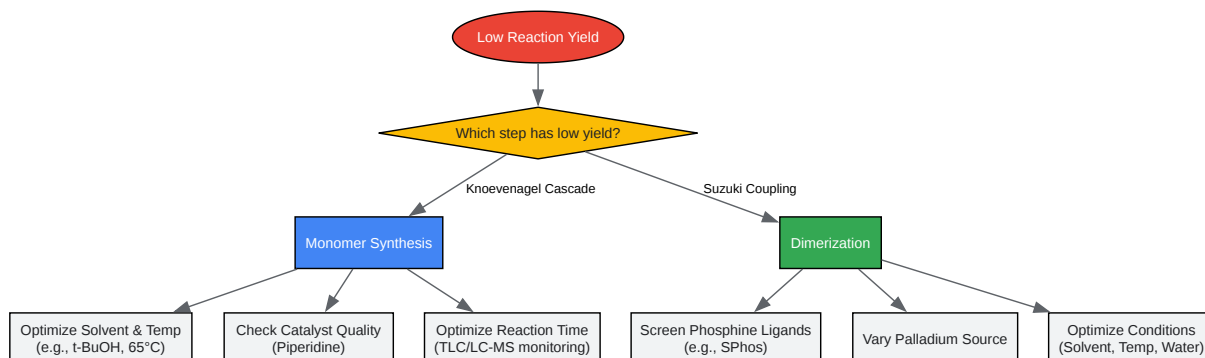 Low Reaction Yield
Which step has low yield?
Knoevenagel Cascade
Suzuki Coupling
Monomer Synthesis
Dimerization
Optimize Solvent & Temp
(e.g., t-BuOH, 65°C)
Check Catalyst Quality
(Piperidine)
Optimize Reaction Time
(TLC/LC-MS monitoring)
Screen Phosphine Ligands
(e.g., SPhos)
Vary Palladium Source
Optimize Conditions
(Solvent, Temp, Water)